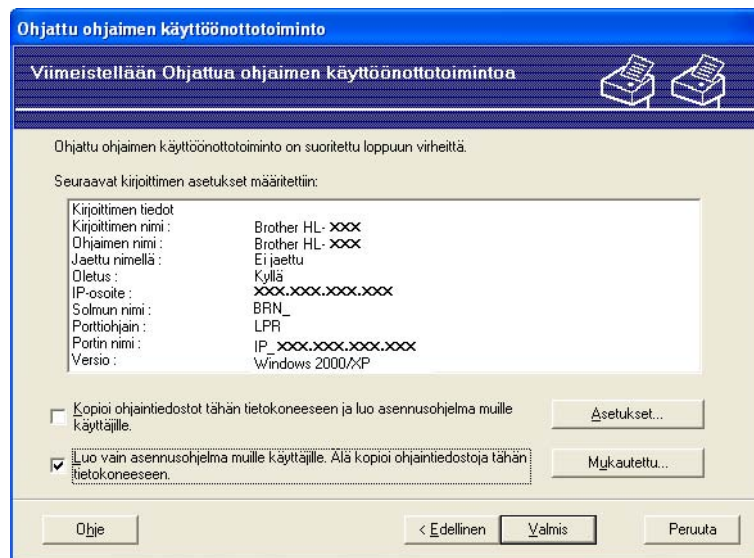 Ohjattu ohjaimen käyttöönottotoiminto
Viimeistellään Ohjattua ohjaimen käyttöönottotoimintoa
Ohjattu ohjaimen käyttöönottotoiminto on suoritettu loppuun virheittä.
Seuraavat kirjoittimen asetukset määritettiin:
Kirjoittimen tiedot
Kirjoittimen nimi : Brother HL- XXX
Ohjaimen nimi : Brother HL- XXX
Jaettu nimellä : Ei jaettu
Oletus : Kyllä
IP-osoite : XXX.XXX.XXX.XXX
Solmun nimi : BRN_
Porttiohjain : LPR
Portin nimi : IP_XXX.XXX.XXX.XXX
Versio : Windows 2000/XP
Kopioi ohjaintiedostot tähän tietokoneeseen ja luo asennusohjelma muille
käyttäjille.
Asetukset...
Luo vain asennusohjelma muille käyttäjille. Älä kopioi ohjaintiedostoja tähän
tietokoneeseen.
Mukautettu...
Ohje
< Edellinen
Valmis
Peruuta